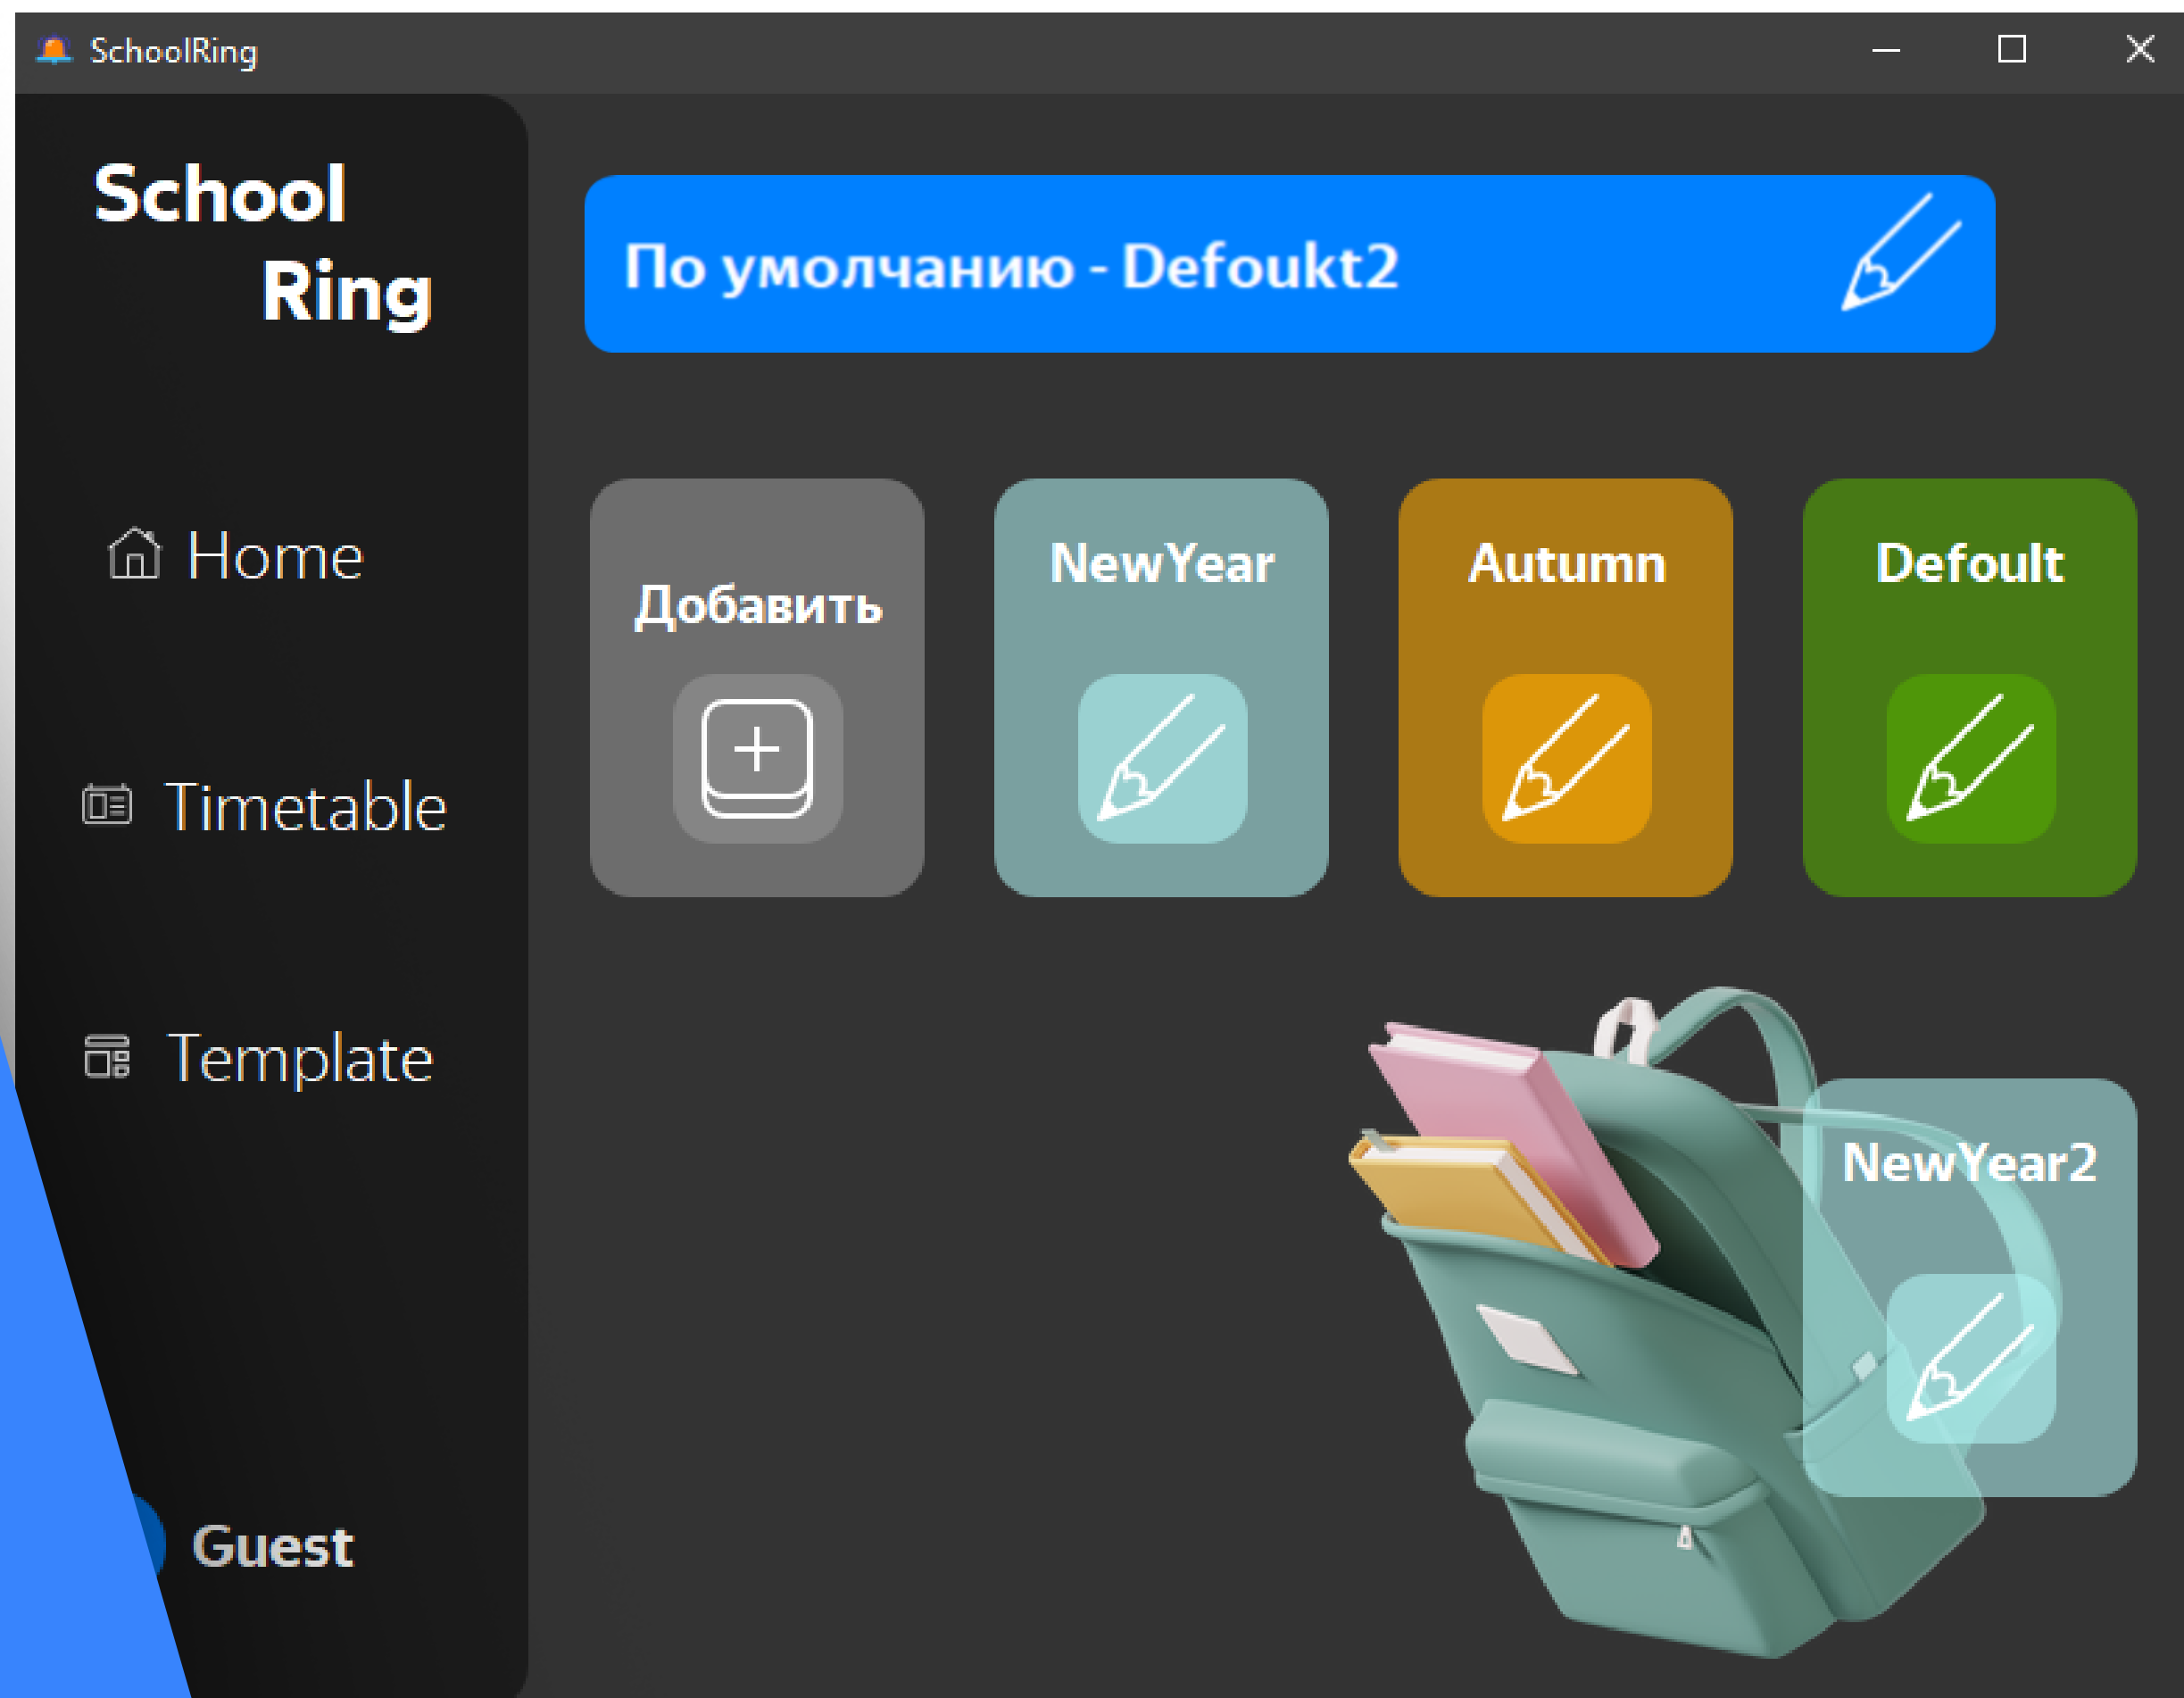 SchoolRing
School
Ring
Home
Timetable
Template
Guest
По умолчанию - Defoukt2
Добавить
NewYear
Autumn
Defoult
NewYear2